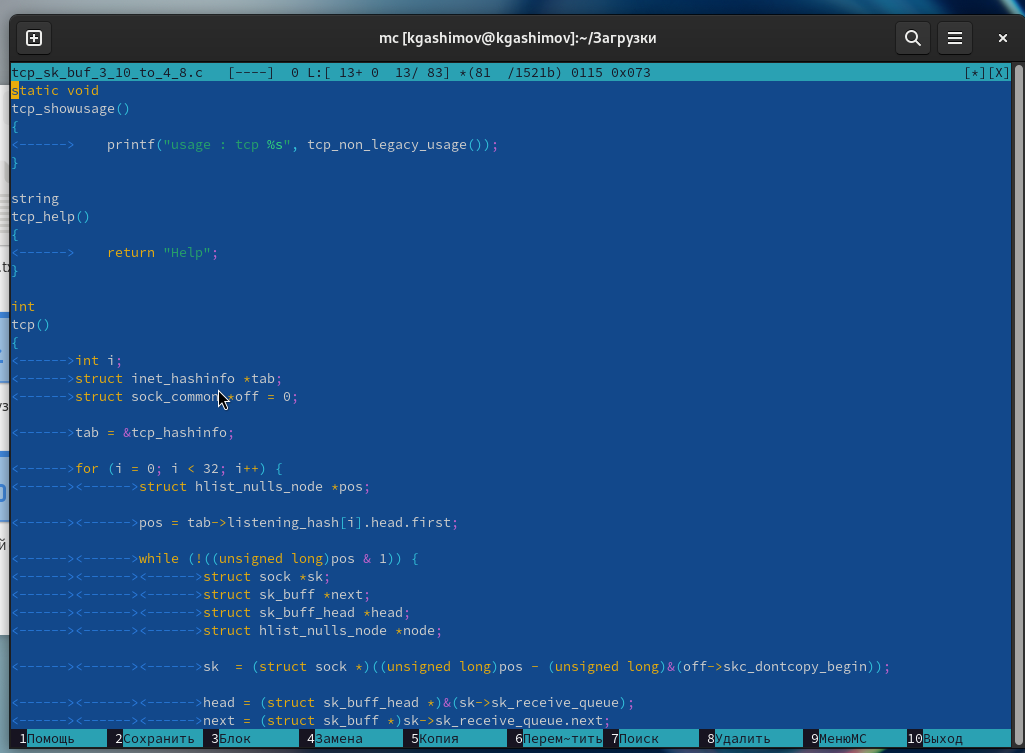 mc [kgashimov@kgashimov]:~/Загрузки
tcp_sk_buf_3_10_to_4_8.c   [----]  0 L:[ 13+ 0  13/ 83] *(81  /1521b) 0115 0x073   [*][X]
static void
tcp_showusage()
{
<------>    printf("usage : tcp %s", tcp_non_legacy_usage());
}
string
tcp_help()
{
<------>    return "Help";
}
int
tcp()
{
<------>int i;
<------>struct inet_hashinfo *tab;
<------>struct sock_common *off = 0;
<------>tab = &tcp_hashinfo;
<------>for (i = 0; i < 32; i++) {
<------><------>struct hlist_nulls_node *pos;
<------><------>pos = tab->listening_hash[i].head.first;
<------><------>while (!((unsigned long)pos & 1)) {
<------><------><------>struct sock *sk;
<------><------><------>struct sk_buff *next;
<------><------><------>struct sk_buff_head *head;
<------><------><------>struct hlist_nulls_node *node;
<------><------><------>sk  = (struct sock *)((unsigned long)pos - (unsigned long)&(off->skc_dontcopy_begin));
<------><------><------>head = (struct sk_buff_head *)&(sk->sk_receive_queue);
<------><------><------>next = (struct sk_buff *)sk->sk_receive_queue.next;
1Помощь 2Сохранить 3Блок 4Замена 5Копия 6Перем~тить 7Поиск 8Удалить 9МенюMC 10Выход